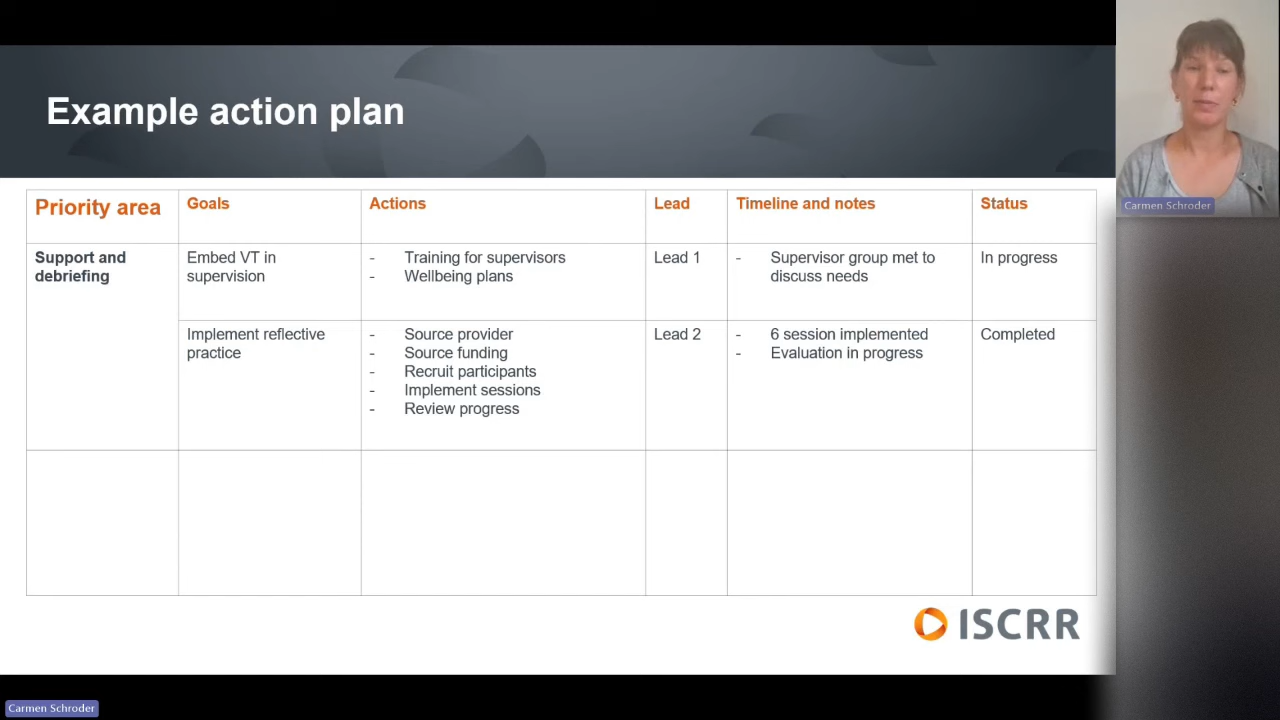 Example action plan
Priority area Goals Actions Lead Timeline and notes Status
Support and debriefing
Embed VT in supervision
- Training for supervisors
- Wellbeing plans
Lead 1
- Supervisor group met to discuss needs
In progress
Implement reflective practice
- Source provider
- Source funding
- Recruit participants
- Implement sessions
- Review progress
Lead 2
- 6 session implemented
- Evaluation in progress
Completed
ISCRR
Carmen Schroder
Carmen Schroder